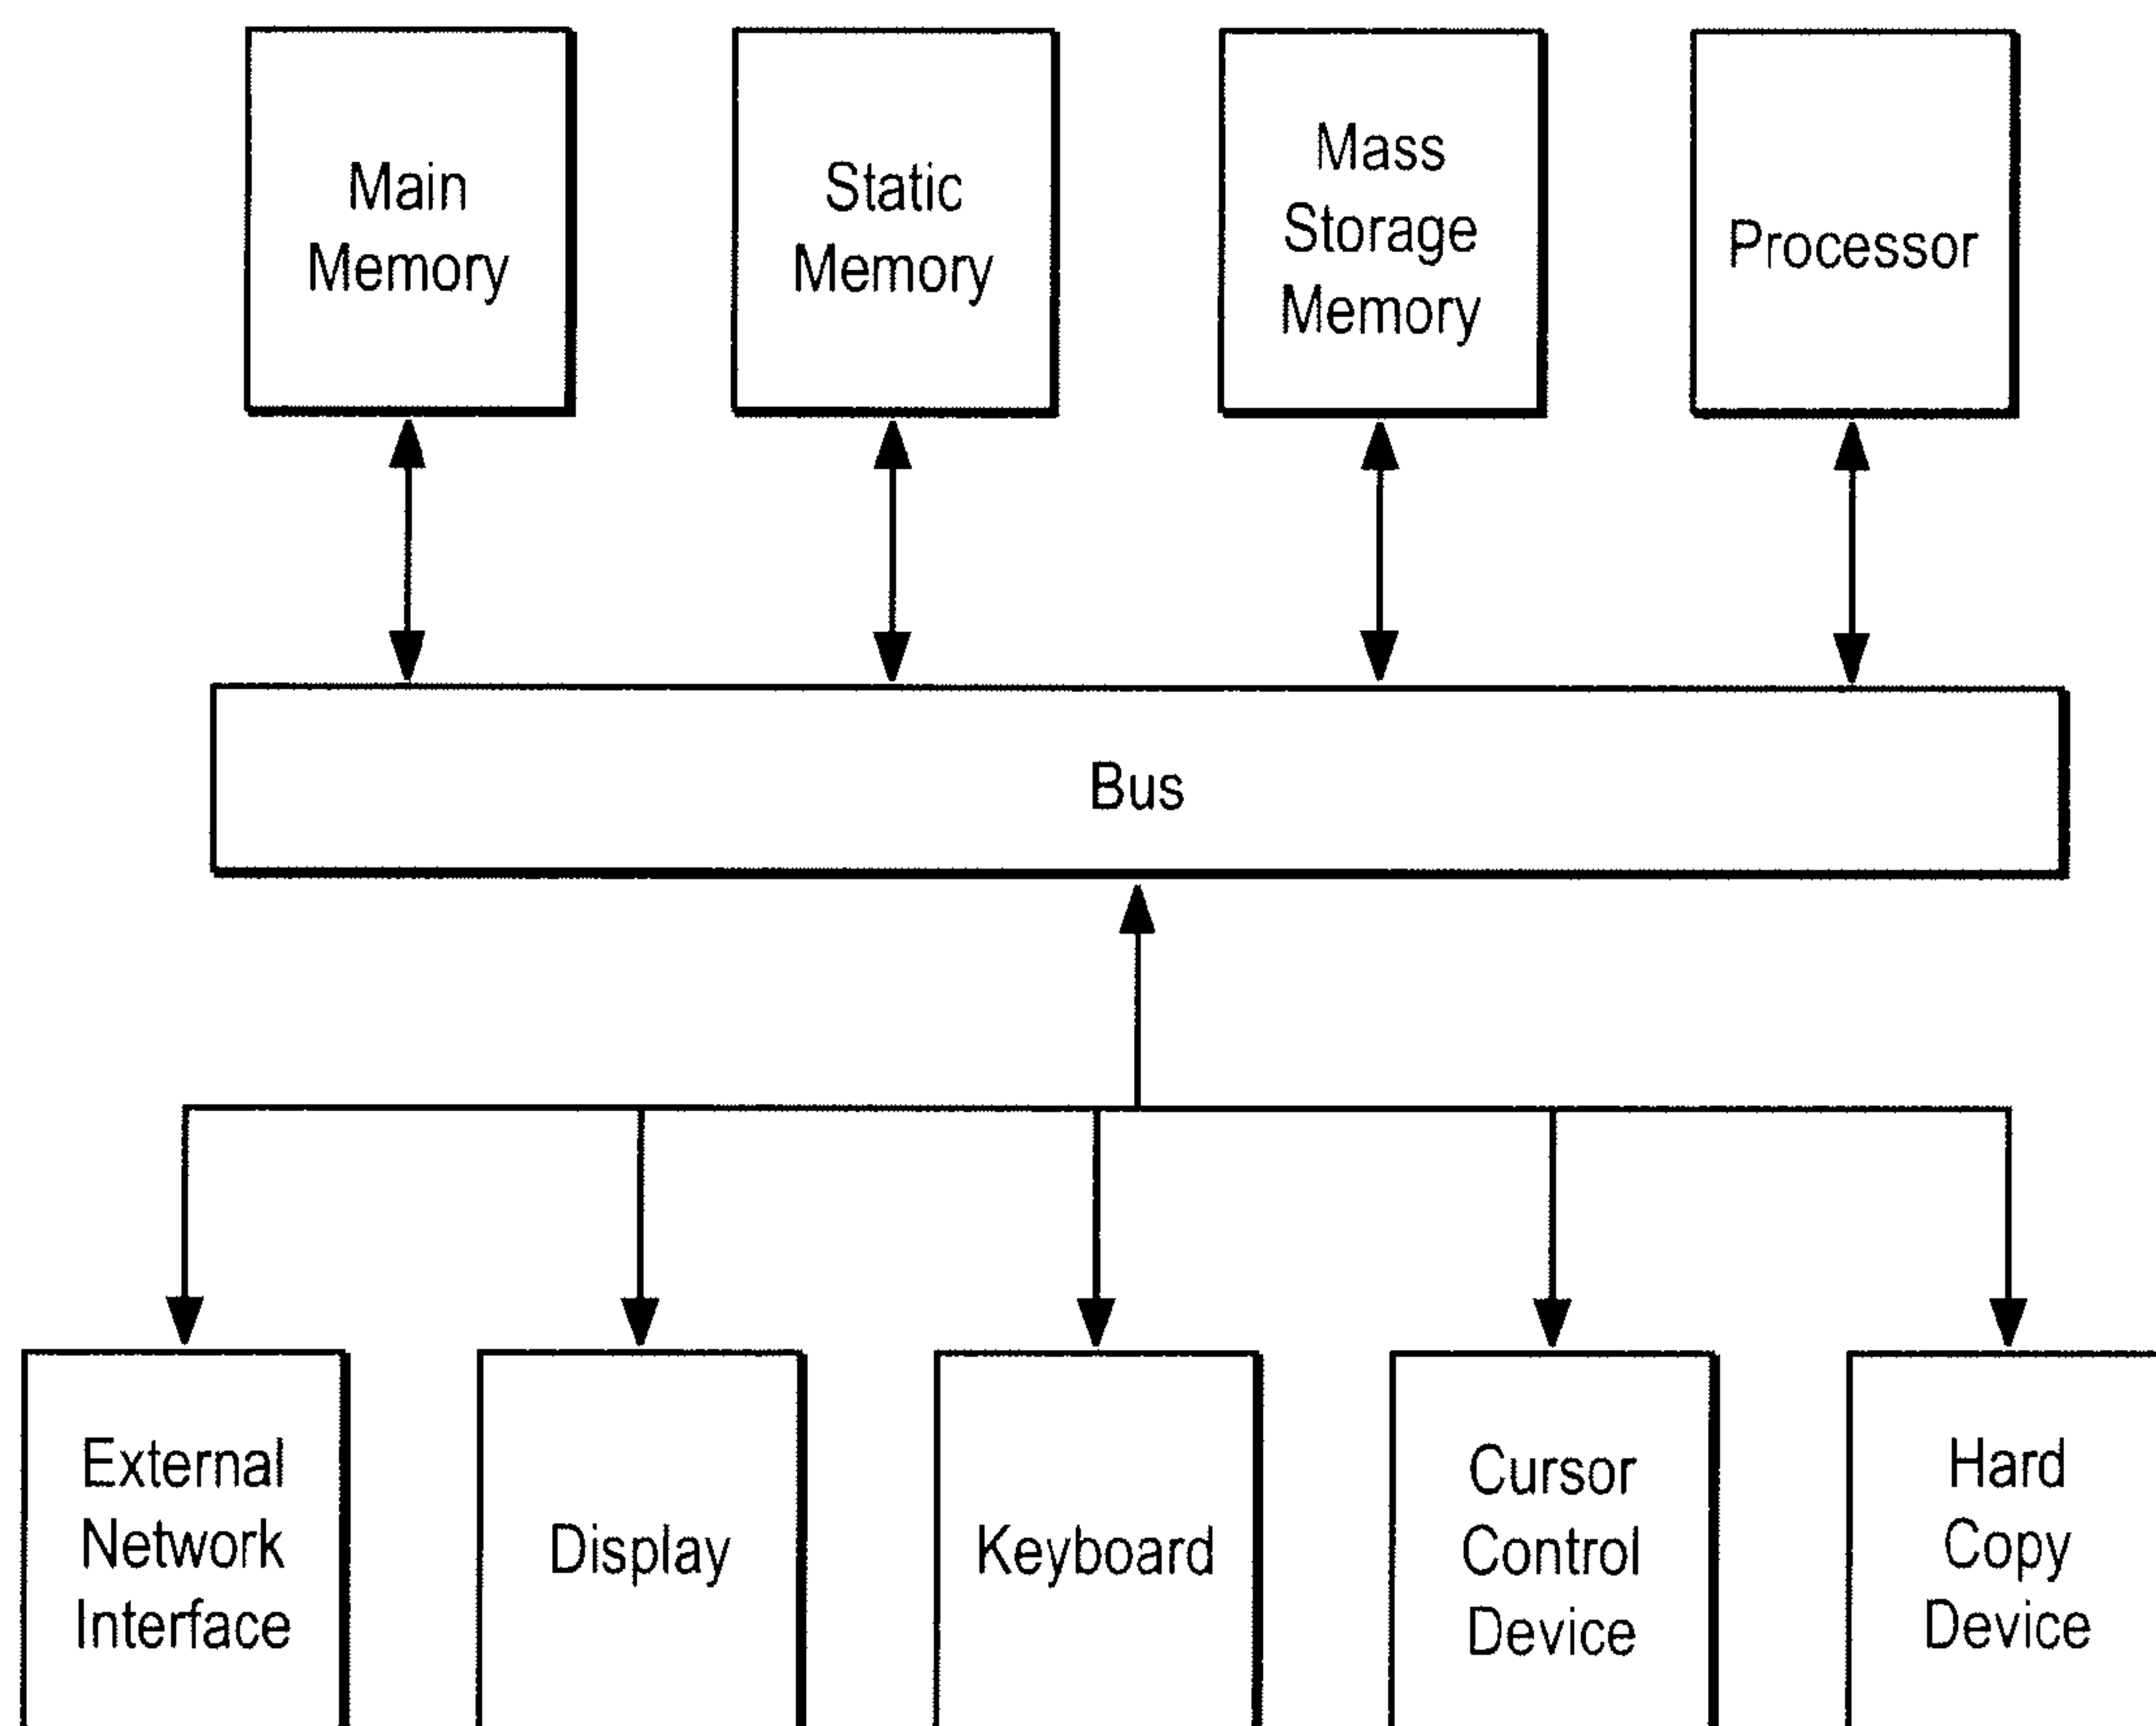 Main
Memory
Static
Memory
Mass
Storage
Memory
Processor
Bus
External
Network
Interface
Display
Keyboard
Cursor
Control
Device
Hard
Copy
Device